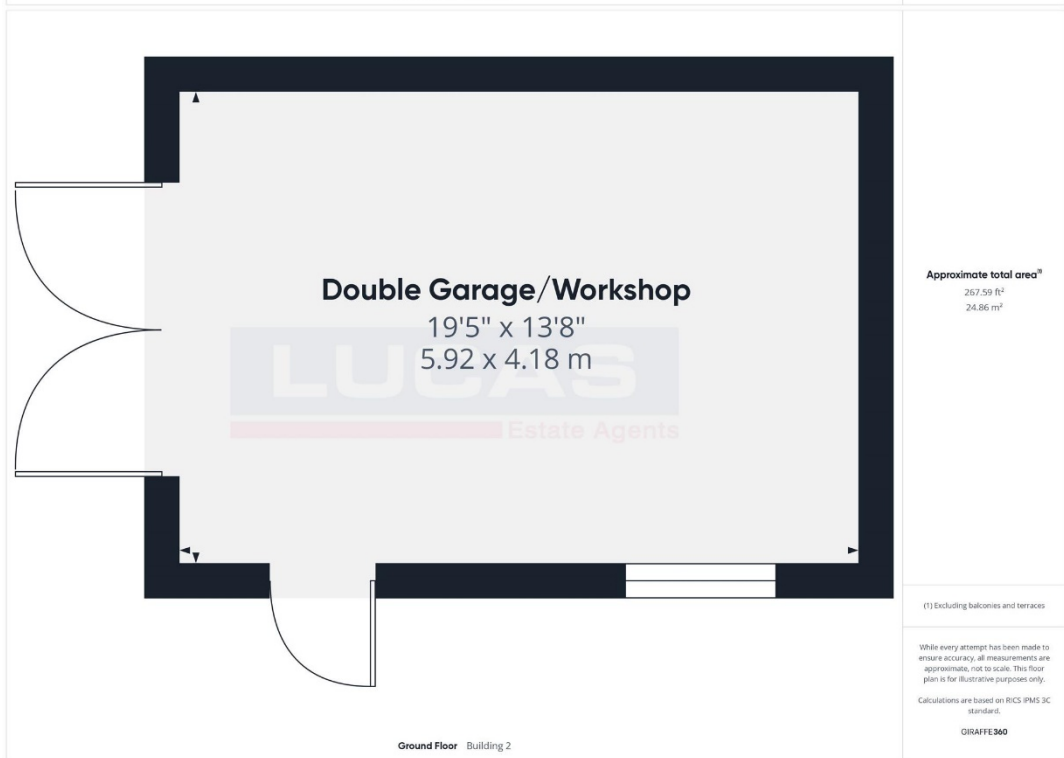 Double Garage/Workshop
19'5" x 13'8"
5.92 x 4.18 m
LUCAS
Estate Agents
Approximate total area⁽¹⁾
267.59 ft²
24.86 m²
(1) Excluding balconies and terraces
While every attempt has been made to
ensure accuracy, all measurements are
approximate, not to scale. This floor
plan is for illustrative purposes only.
Calculations are based on RICS IPMS 3C
standard.
GIRAFFE360
Ground Floor Building 2